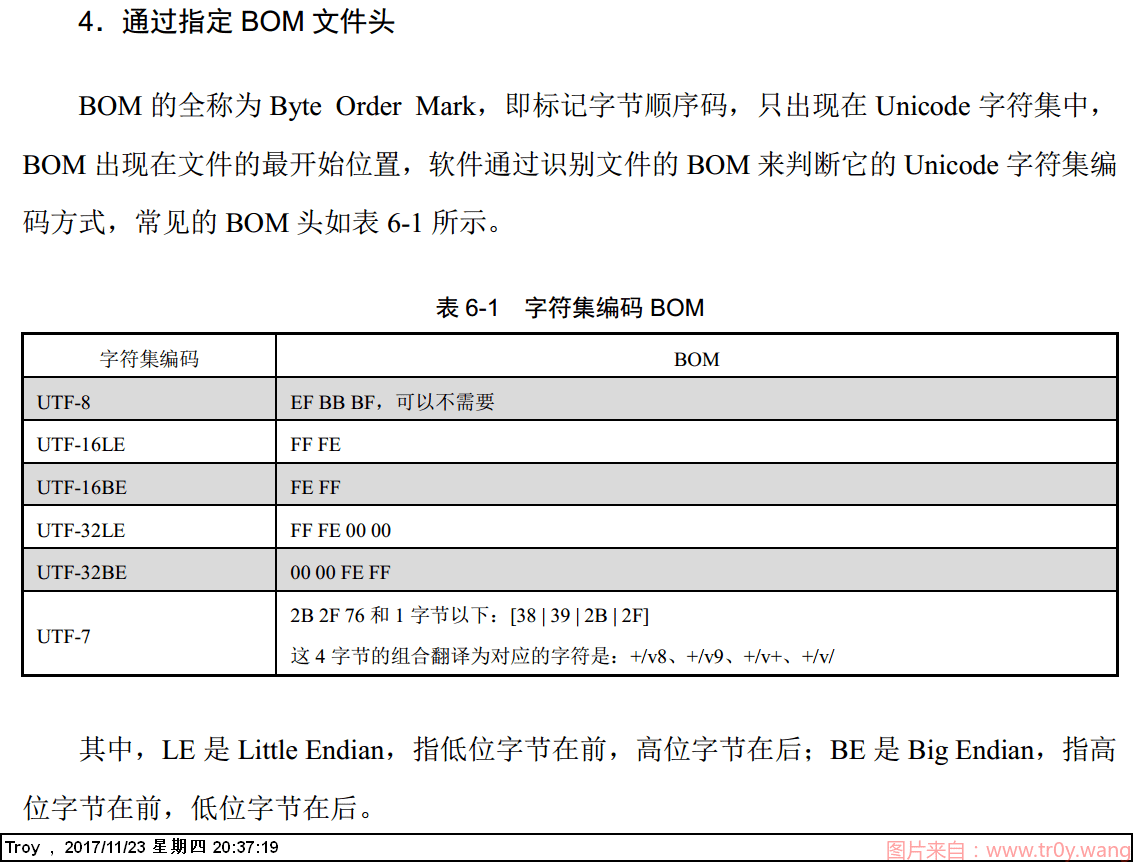 4．通过指定 BOM 文件头
BOM 的全称为 Byte Order Mark，即标记字节顺序码，只出现在 Unicode 字符集中，
BOM 出现在文件的最开始位置，软件通过识别文件的 BOM 来判断它的 Unicode 字符集编
码方式，常见的 BOM 头如表 6-1 所示。
表 6-1 字符集编码 BOM
字符集编码 BOM
UTF-8 EF BB BF，可以不需要
UTF-16LE FF FE
UTF-16BE FE FF
UTF-32LE FF FE 00 00
UTF-32BE 00 00 FE FF
2B 2F 76 和 1 字节以下：[38 | 39 | 2B | 2F]
UTF-7
这 4 字节的组合翻译为对应的字符是：+/v8、+/v9、+/v+、+/v/
其中，LE 是 Little Endian，指低位字节在前，高位字节在后；BE 是 Big Endian，指高
位字节在前，低位字节在后。
Troy ， 2017/11/23 星期四 20:37:19
图片来自：www.tr0y.wang